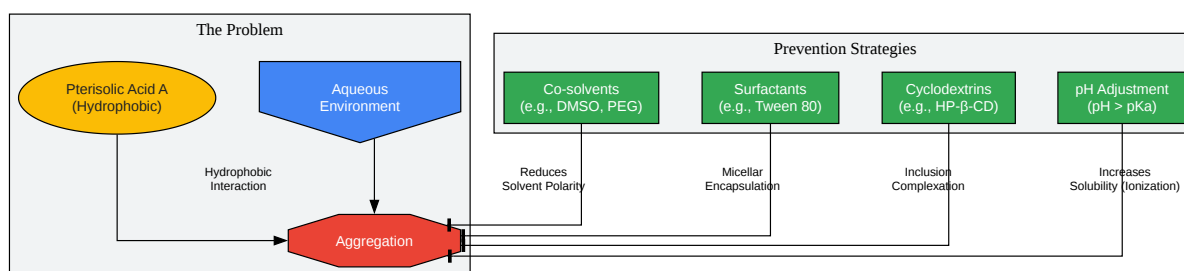 The Problem
Pterisolic Acid A
(Hydrophobic)
Aqueous
Environment
Hydrophobic
Interaction
Aggregation
Prevention Strategies
Co-solvents
(e.g., DMSO, PEG)
Surfactants
(e.g., Tween 80)
Cyclodextrins
(e.g., HP-β-CD)
pH Adjustment
(pH > pKa)
Reduces
Solvent Polarity
Micellar
Encapsulation
Inclusion
Complexation
Increases
Solubility (Ionization)